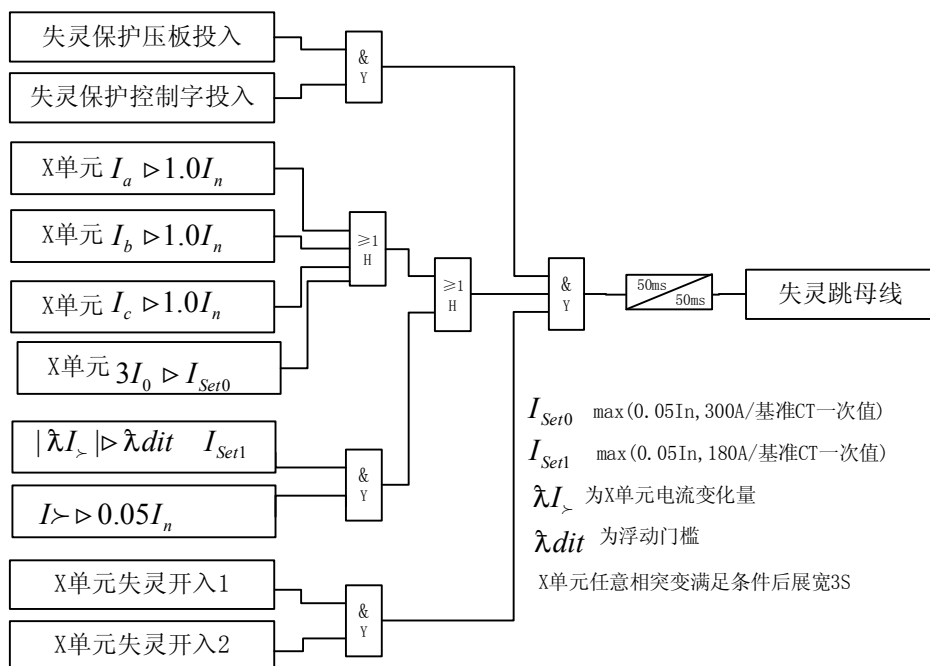 失灵保护压板投入
&
Y
失灵保护控制字投入
X单元 I_a ▷ 1.0I_n
X单元 I_b ▷ 1.0I_n
X单元 I_c ▷ 1.0I_n
X单元 3I_0 ▷ I_Set0
≥1
H
≥1
H
&
Y
50ms
50ms
失灵跳母线
|ƛI_≻|▷ ƛdit I_Set1
I≻▷0.05I_n
&
Y
I_Set0 max(0.05In,300A/基准CT一次值)
I_Set1 max(0.05In,180A/基准CT一次值)
ƛI_≻ 为X单元电流变化量
ƛdit 为浮动门槛
X单元任意相突变满足条件后展宽3S
X单元失灵开入1
&
Y
X单元失灵开入2